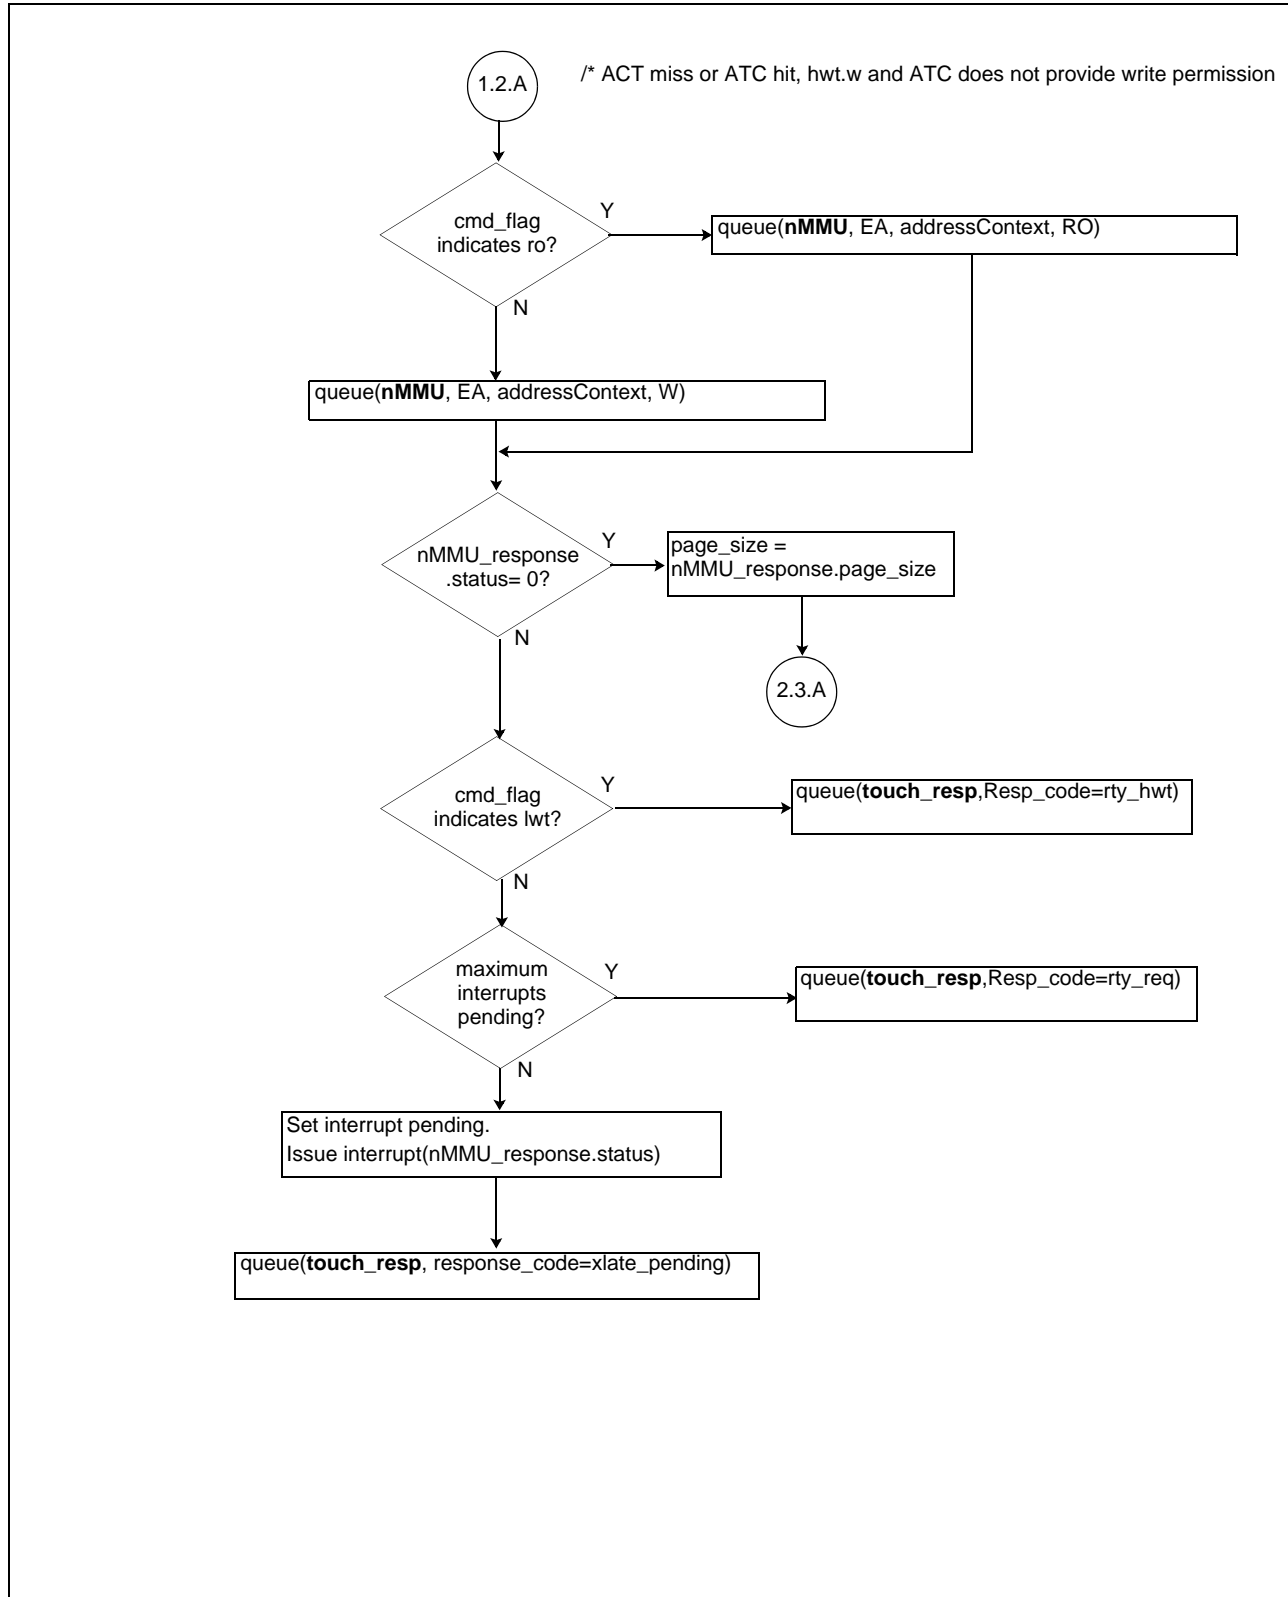 1.2.A
/* ACT miss or ATC hit, hwt.w and ATC does not provide write permission
cmd_flag
indicates ro?
Y
queue(nMMU, EA, addressContext, RO)
N
queue(nMMU, EA, addressContext, W)
nMMU_response
.status= 0?
Y
page_size =
nMMU_response.page_size
N
2.3.A
cmd_flag
indicates lwt?
Y
queue(touch_resp,Resp_code=rty_hwt)
N
maximum
interrupts
pending?
Y
queue(touch_resp,Resp_code=rty_req)
N
Set interrupt pending.
Issue interrupt(nMMU_response.status)
queue(touch_resp, response_code=xlate_pending)